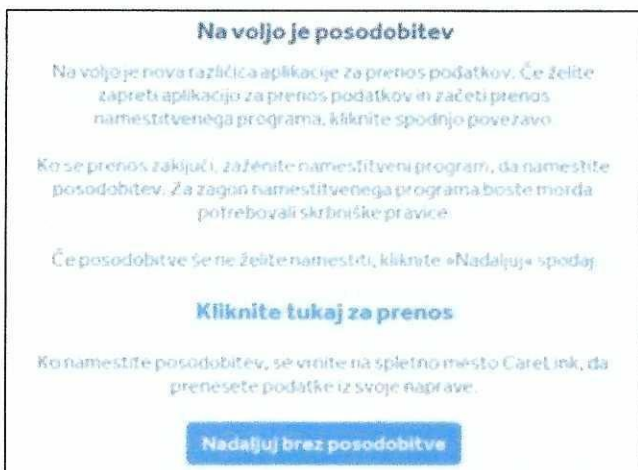 Na voljo je posodobitev
Na voljo je nova različica aplikacije za prenos podatkov. Če želite
zapreti aplikacijo za prenos podatkov in začeti prenos
namestitvenega programa, kliknite spodnjo povezavo
Ko se prenos zaključi, zaženite namestitveni program, da namestite
posodobitev. Za zagon namestitvenega programa boste morda
potrebovali skrbniške pravice
Če posodobitve še ne želite namestiti, kliknite »Nadaljuj« spodaj
Kliknite tukaj za prenos
Ko namestite posodobitev, se vrnite na spletno mesto CareLink, da
prenesete podatke iz svoje naprave.
Nadaljuj brez posodobitve